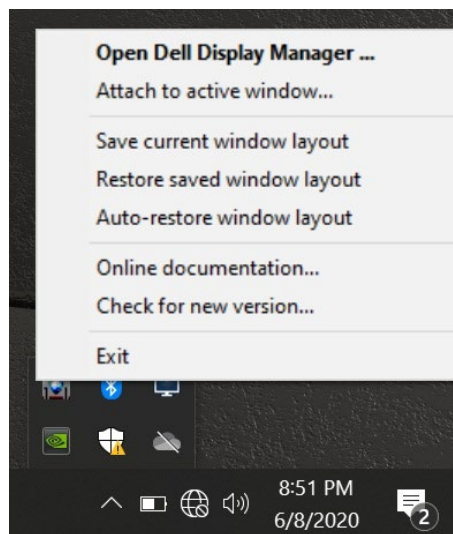 Open Dell Display Manager ...
Attach to active window...
Save current window layout
Restore saved window layout
Auto-restore window layout
Online documentation...
Check for new version...
Exit
8:51 PM
6/8/2020
2